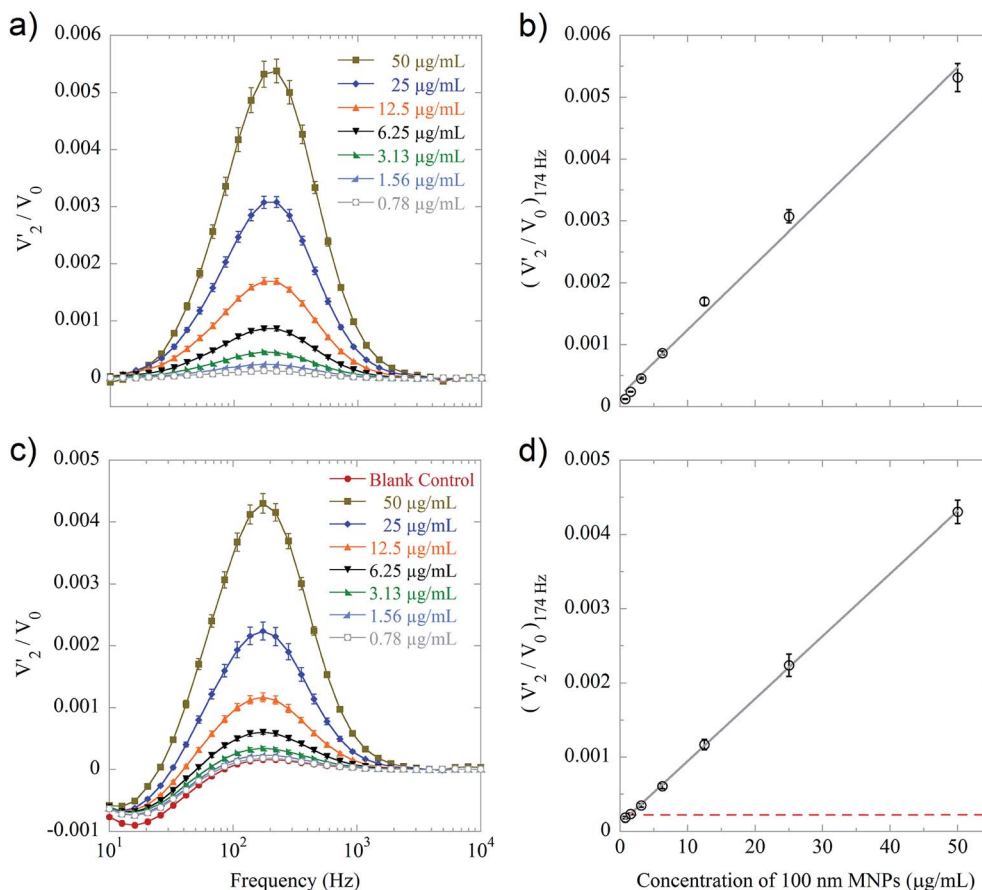 a)
0.006
0.005
0.004
0.003
0.002
0.001
0
V'2 / V0
50 µg/mL
25 µg/mL
12.5 µg/mL
6.25 µg/mL
3.13 µg/mL
1.56 µg/mL
0.78 µg/mL
b)
0.006
0.005
0.004
0.003
0.002
0.001
0
(V'2 / V0)174 Hz
0 10 20 30 40 50
c)
0.005
0.004
0.003
0.002
0.001
0
-0.001
V'2 / V0
Blank Control
50 µg/mL
25 µg/mL
12.5 µg/mL
6.25 µg/mL
3.13 µg/mL
1.56 µg/mL
0.78 µg/mL
10¹ 10² 10³ 10⁴
Frequency (Hz)
d)
0.005
0.004
0.003
0.002
0.001
0
(V'2 / V0)174 Hz
0 10 20 30 40 50
Concentration of 100 nm MNPs (µg/mL)